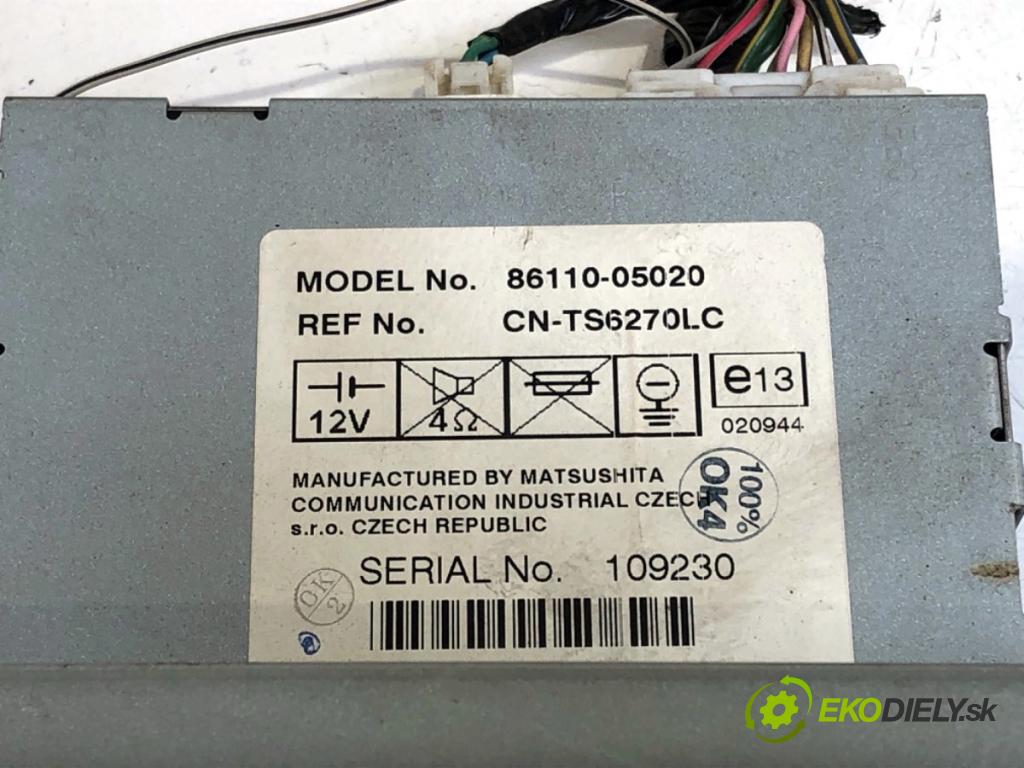 MODEL No. 86110-05020
REF No. CN-TS6270LC
12V
4Ω
e13
020944
MANUFACTURED BY MATSUSHITA
COMMUNICATION INDUSTRIAL CZECH
s.r.o. CZECH REPUBLIC
100%
OK4
SERIAL No. 109230
OK
2
EKODIELY.sk